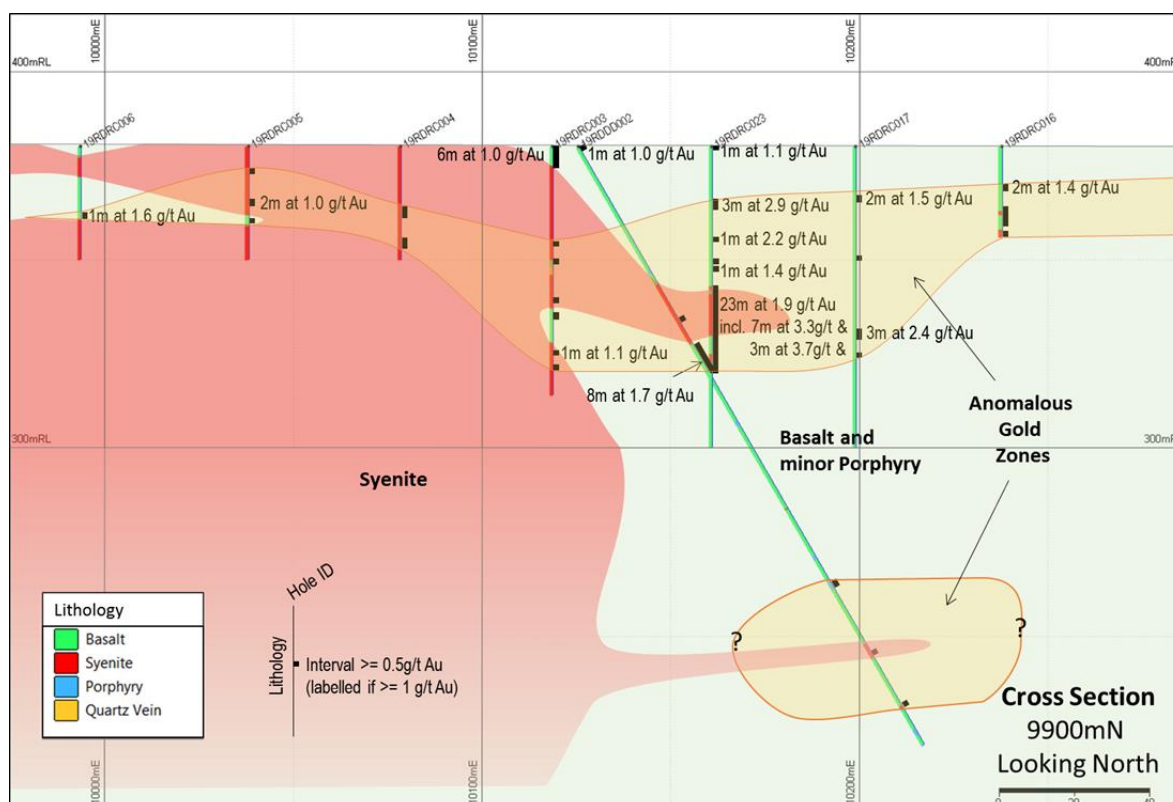 10000mE
10100mE
10200mE
400mRL
400mR
19RDRC006
19RDRC005
19RDRC004
19RDRC003
19RDDD002
19RDRC023
19RDRC017
19RDRC016
6m at 1.0 g/t Au
1m at 1.0 g/t Au
1m at 1.1 g/t Au
1m at 1.6 g/t Au
2m at 1.0 g/t Au
3m at 2.9 g/t Au
2m at 1.5 g/t Au
2m at 1.4 g/t Au
1m at 2.2 g/t Au
1m at 1.4 g/t Au
23m at 1.9 g/t Au
incl. 7m at 3.3g/t &
3m at 3.7g/t &
3m at 2.4 g/t Au
1m at 1.1 g/t Au
8m at 1.7 g/t Au
Anomalous
Gold
Zones
Basalt and
minor Porphyry
300mRL
300mR
Syenite
Hole ID
Lithology
Interval >= 0.5g/t Au
(labelled if >= 1 g/t Au)
Lithology
Basalt
Syenite
Porphyry
Quartz Vein
?
?
Cross Section
9900mN
Looking North
10000mE
10100mE
10200mE
0
20
40